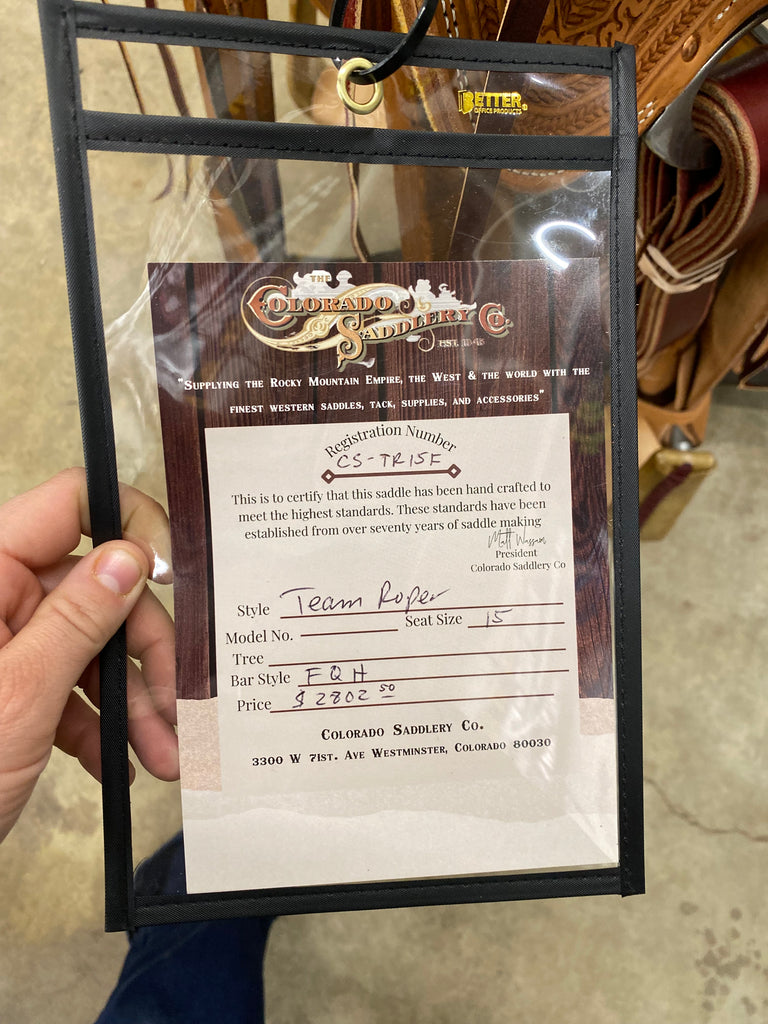 BETTER
OFFICE PRODUCTS
THE
COLORADO
SADDLERY CO.
EST. 1945
"SUPPLYING THE ROCKY MOUNTAIN EMPIRE, THE WEST & THE WORLD WITH THE
FINEST WESTERN SADDLES, TACK, SUPPLIES, AND ACCESSORIES"
Registration Number
CS-TR15F
This is to certify that this saddle has been hand crafted to
meet the highest standards. These standards have been
established from over seventy years of saddle making
Matt Wassam
President
Colorado Saddlery Co
Style Team Roper
Model No. Seat Size 15
Tree
Bar Style FQH
Price $ 2802 50
COLORADO SADDLERY CO.
3300 W 71ST. AVE WESTMINSTER, COLORADO 80030